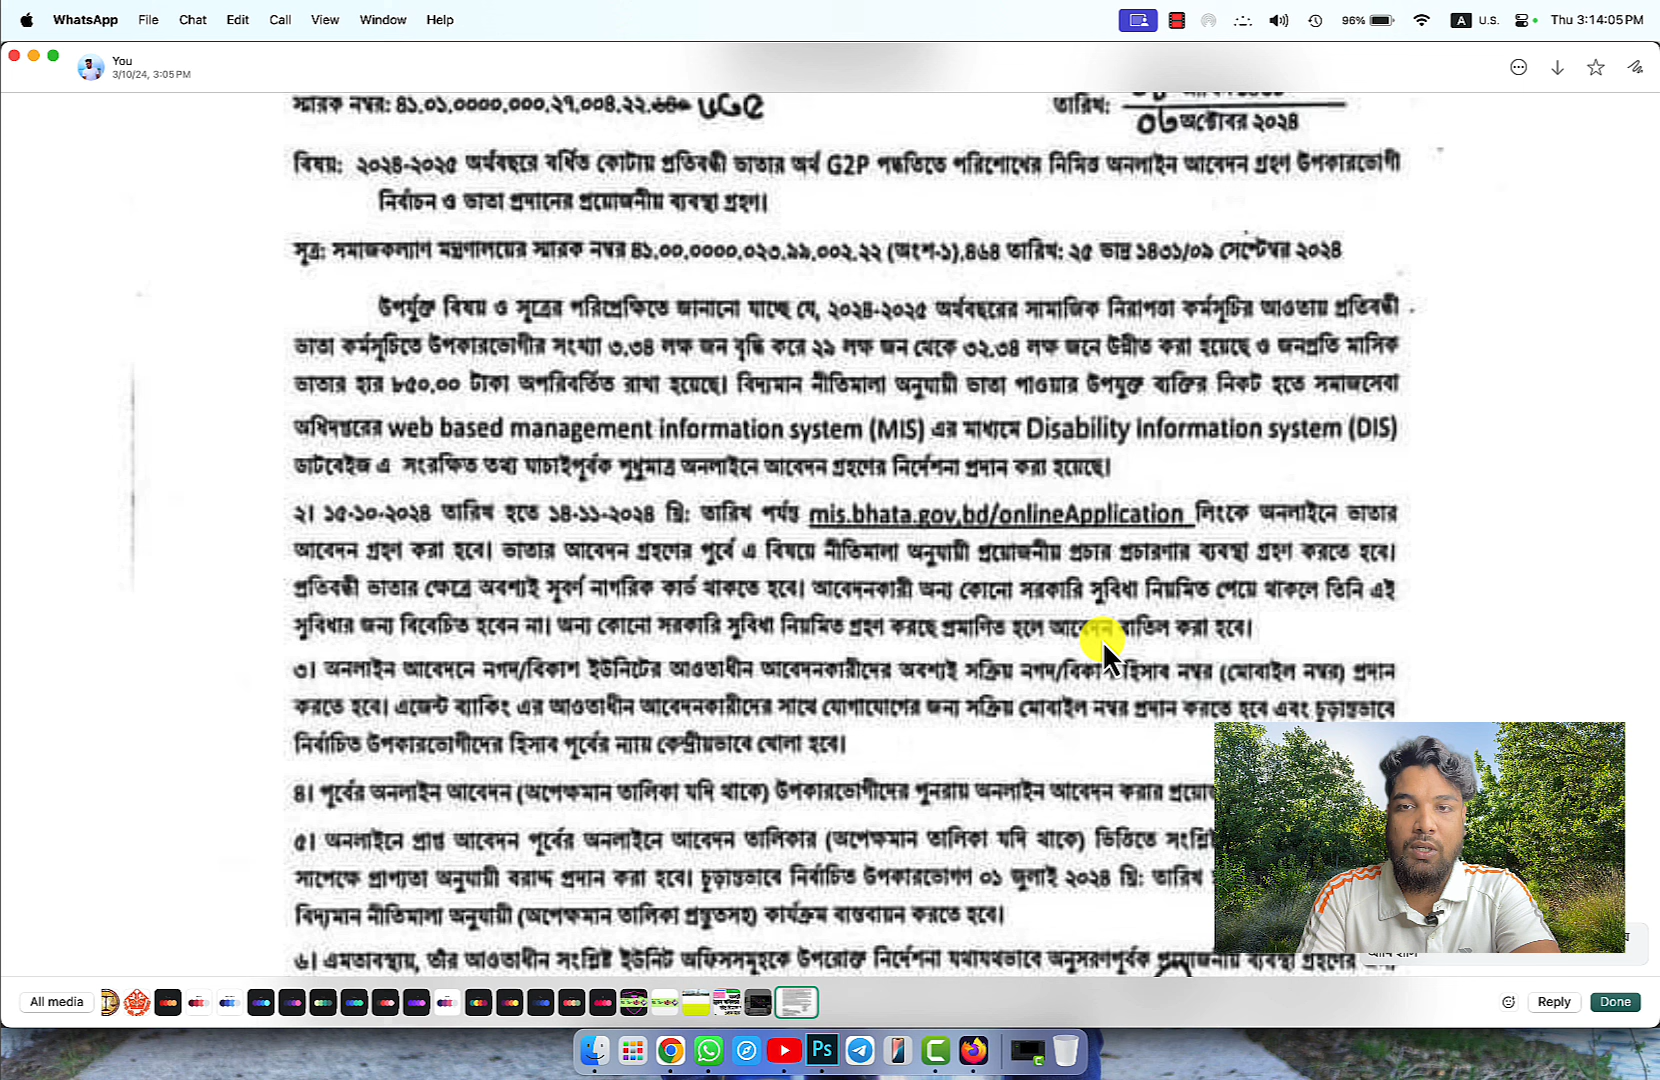 WhatsApp File Chat Edit Call View Window Help 96% A U.S. Thu 3:14:05 PM
You
3/10/24, 3:05 PM
স্মারক নম্বর: ৪১.০১.০০০০.০০০.২৭.০০৪.২২. তারিখ:
০৬ অক্টোবর ২০২৪
বিষয়: ২০২৪-২০২৫ অর্থবছরে বর্ধিত কোটায় প্রতিবন্ধী ভাতার অর্থ G2P পদ্ধতিতে পরিশোধের নিমিত্ত অনলাইন আবেদন গ্রহণ উপকারভোগী
নির্বাচন ও ভাতা প্রদানের প্রয়োজনীয় ব্যবস্থা গ্রহণ।
সূত্র: সমাজকল্যাণ মন্ত্রণালয়ের স্মারক নম্বর ৪১.০০.০০০০.০২৩.৯৯.০০২.২২ (অংশ-১).৪৬৪ তারিখ: ২৫ ভাদ্র ১৪৩১/০৯ সেপ্টেম্বর ২০২৪
উপর্যুক্ত বিষয় ও সূত্রের পরিপ্রেক্ষিতে জানানো যাচ্ছে যে, ২০২৪-২০২৫ অর্থবছরের সামাজিক নিরাপত্তা কর্মসূচির আওতায় প্রতিবন্ধী
ভাতা কর্মসূচিতে উপকারভোগীর সংখ্যা ৩.৩৪ লক্ষ জন বৃদ্ধি করে ২৯ লক্ষ জন থেকে ৩২.৩৪ লক্ষ জনে উন্নীত করা হয়েছে ও জনপ্রতি মাসিক
ভাতার হার ৮৫০.০০ টাকা অপরিবর্তিত রাখা হয়েছে। বিদ্যমান নীতিমালা অনুযায়ী ভাতা পাওয়ার উপযুক্ত ব্যক্তির নিকট হতে সমাজসেবা
অধিদপ্তরের web based management information system (MIS) এর মাধ্যমে Disability information system (DIS)
ডাটবেইজ এ সংরক্ষিত তথ্য যাচাইপূর্বক শুধুমাত্র অনলাইনে আবেদন গ্রহণের নির্দেশনা প্রদান করা হয়েছে।
২। ১৫-১০-২০২৪ তারিখ হতে ১৪-১১-২০২৪ খ্রি: তারিখ পর্যন্ত mis.bhata.gov.bd/onlineApplication লিংকে অনলাইনে ভাতার
আবেদন গ্রহণ করা হবে। ভাতার আবেদন গ্রহণের পূর্বে এ বিষয়ে নীতিমালা অনুযায়ী প্রয়োজনীয় প্রচার প্রচারণার ব্যবস্থা গ্রহণ করতে হবে।
প্রতিবন্ধী ভাতার ক্ষেত্রে অবশ্যই সুবর্ণ নাগরিক কার্ড থাকতে হবে। আবেদনকারী অন্য কোনো সরকারি সুবিধা নিয়মিত পেয়ে থাকলে তিনি এই
সুবিধার জন্য বিবেচিত হবেন না। অন্য কোনো সরকারি সুবিধা নিয়মিত গ্রহণ করছে প্রমাণিত হলে আবেদন বাতিল করা হবে।
৩। অনলাইন আবেদনে নগদ/বিকাশ ইউনিটের আওতাধীন আবেদনকারীদের অবশ্যই সক্রিয় নগদ/বিকাশ হিসাব নম্বর (মোবাইল নম্বর) প্রদান
করতে হবে। এজেন্ট ব্যাকিং এর আওতাধীন আবেদনকারীদের সাথে যোগাযোগের জন্য সক্রিয় মোবাইল নম্বর প্রদান করতে হবে এবং চূড়ান্তভাবে
নির্বাচিত উপকারভোগীদের হিসাব পূর্বের ন্যায় কেন্দ্রীয়ভাবে খোলা হবে।
৪। পূর্বের অনলাইন আবেদন (অপেক্ষমান তালিকা যদি থাকে) উপকারভোগীদের পুনরায় অনলাইন আবেদন করার
৫। অনলাইনে প্রাপ্ত আবেদন পূর্বের অনলাইনে আবেদন তালিকার (অপেক্ষমান তালিকা যদি থাকে) ভিত্তিতে
সাপেক্ষে প্রাপ্যতা অনুযায়ী বরাদ্দ প্রদান করা হবে। চূড়ান্তভাবে নির্বাচিত উপকারভোগণ ০১ জুলাই ২০২৪ খ্রি: তারিখ
বিদ্যমান নীতিমালা অনুযায়ী (অপেক্ষমান তালিকা প্রস্তুতসহ) কার্যক্রম বাস্তবায়ন করতে হবে।
৬। এমতাবস্থায়, তাঁর আওতাধীন সংশ্লিষ্ট ইউনিট অফিসসমূহকে উপরোক্ত নির্দেশনা যথাযথভাবে অনুসরণপূর্বক প্রয়োজনীয় ব্যবস্থা গ্রহণের
All media Reply Done
Ps